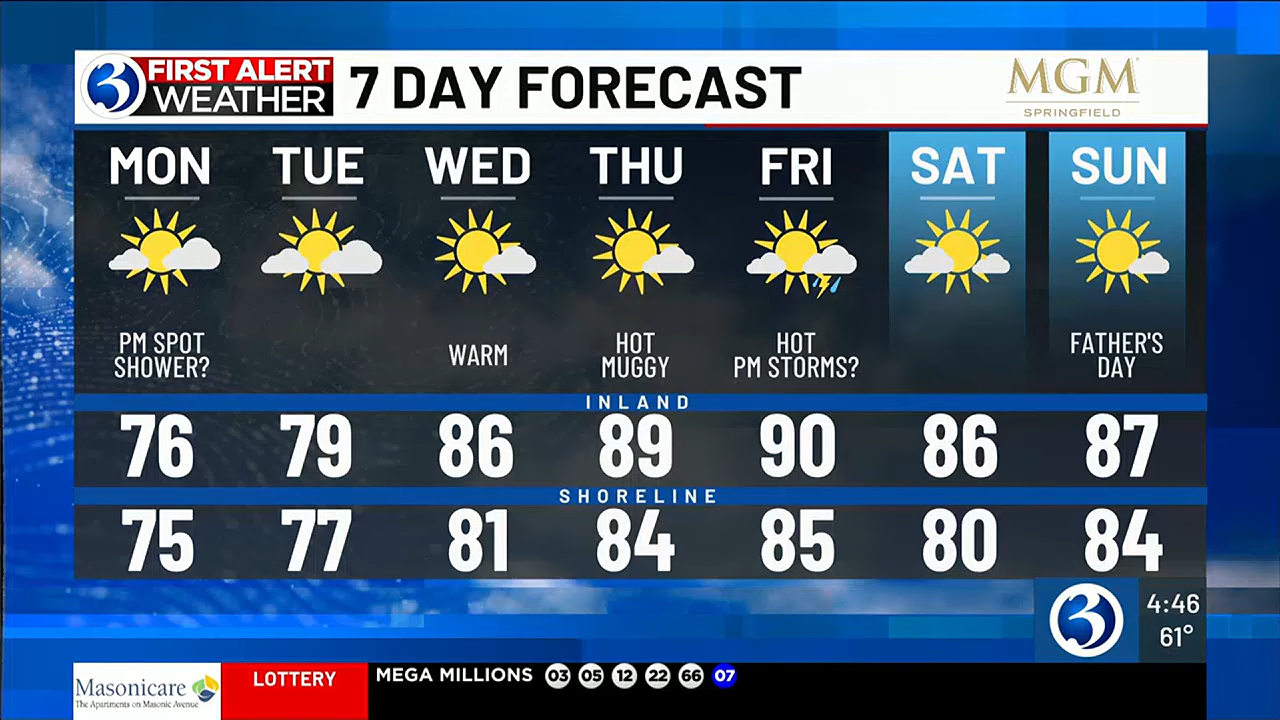 3 FIRST ALERT WEATHER
7 DAY FORECAST
MGM
SPRINGFIELD
MON TUE WED THU FRI SAT SUN
PM SPOT SHOWER?
WARM
HOT MUGGY
HOT PM STORMS?
FATHER'S DAY
INLAND
76 79 86 89 90 86 87
SHORELINE
75 77 81 84 85 80 84
3
4:46
61°
Masonicare
The Apartments on Masonic Avenue
LOTTERY
MEGA MILLIONS 03 05 12 22 66 07